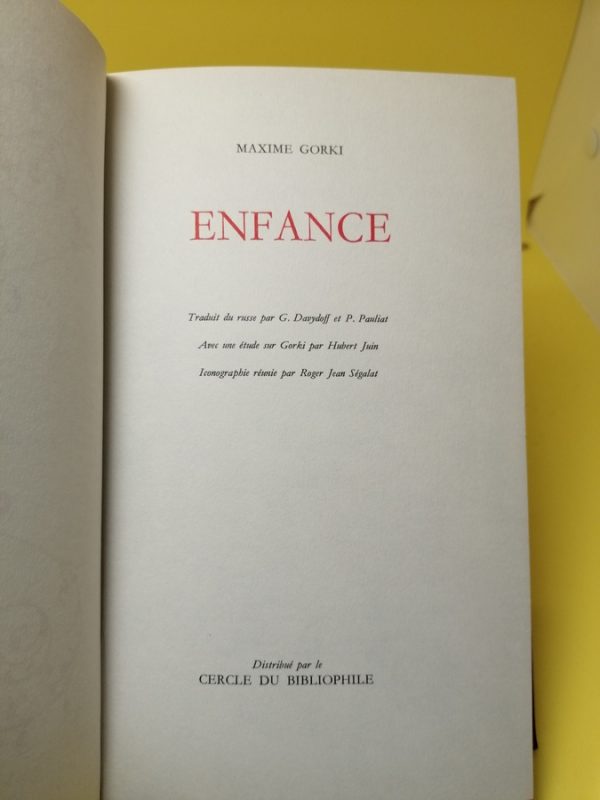 MAXIME GORKI
ENFANCE
Traduit du russe par G. Davydoff et P. Pauliat
Avec une étude sur Gorki par Hubert Juin
Iconographie réunie par Roger Jean Ségalat
Distribué par le
CERCLE DU BIBLIOPHILE